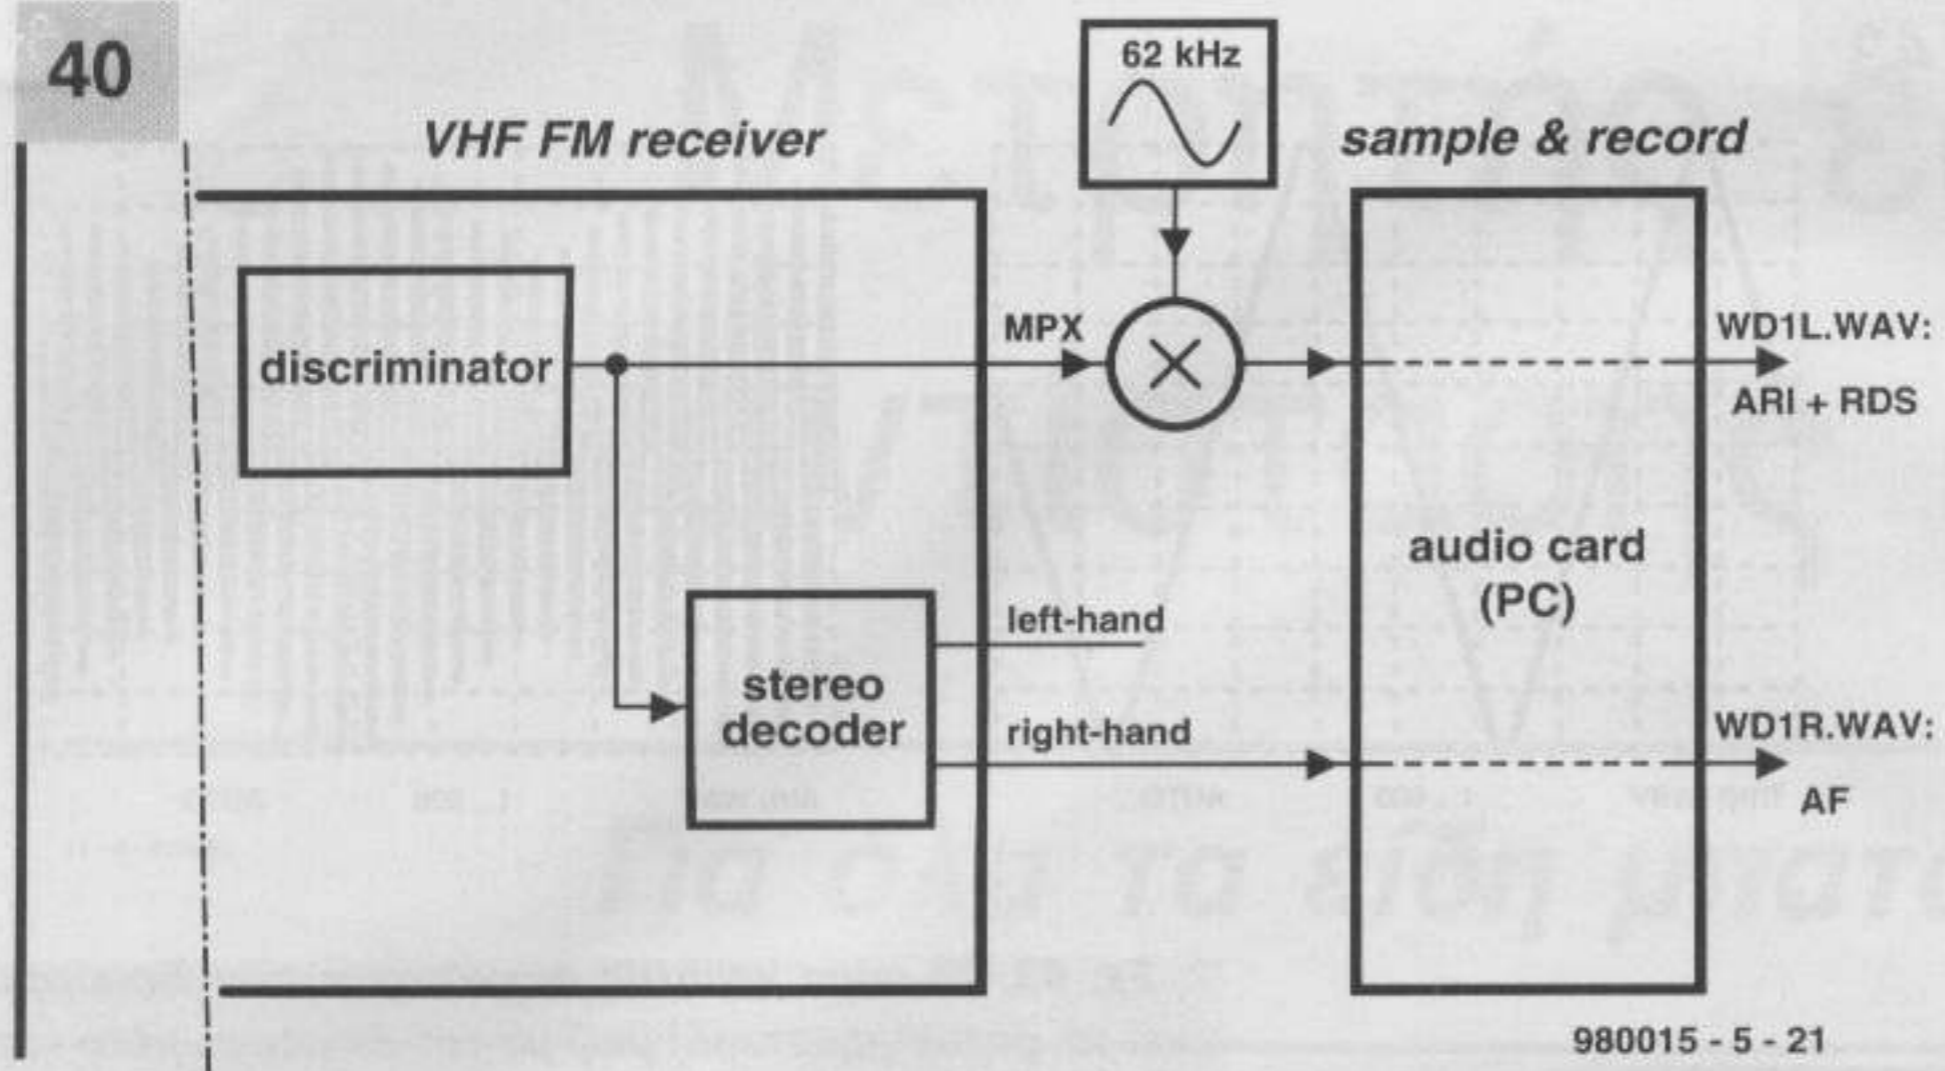 40
VHF FM receiver
62 kHz
sample & record
discriminator
MPX
WD1L.WAV:
ARI + RDS
audio card
(PC)
left-hand
stereo
decoder
right-hand
WD1R.WAV:
AF
980015 - 5 - 21